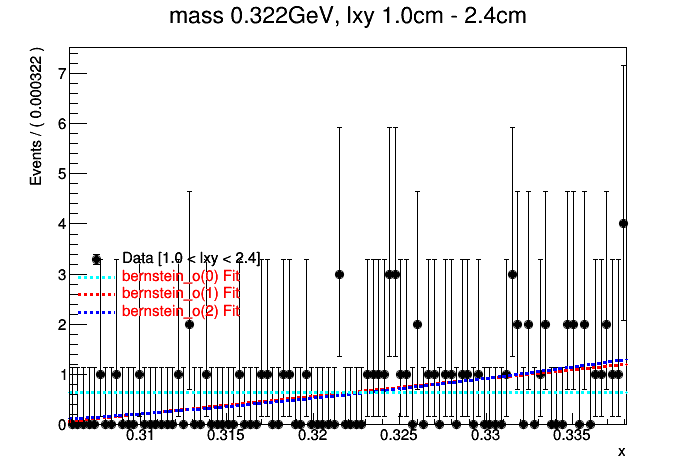 mass 0.322GeV, lxy 1.0cm - 2.4cm
Events / ( 0.000322 )
7
6
5
4
3
2
1
0
Data [1.0 < lxy < 2.4]
bernstein_o(0) Fit
bernstein_o(1) Fit
bernstein_o(2) Fit
0.31 0.315 0.32 0.325 0.33 0.335
x